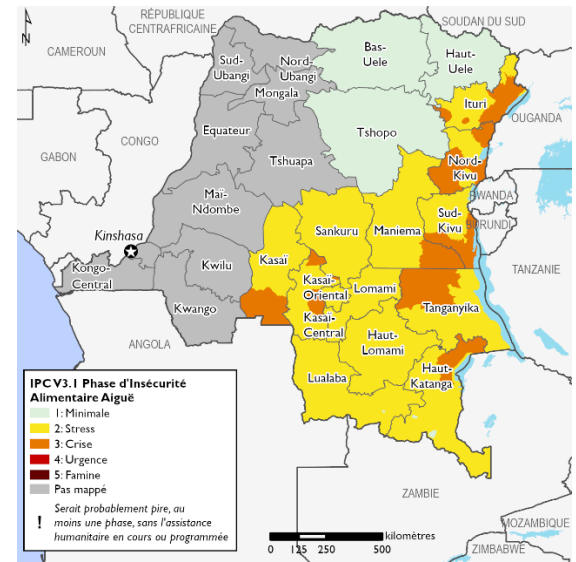 RÉPUBLIQUE
CENTRAFRICAINE
SOUDAN DU SUD
CAMEROUN
Bas-
Uele
Haut-
Uele
Sud-
Ubangi
Nord-
Ubangi
Mongala
Ituri
OUGANDA
CONGO
Equateur
Tshopo
GABON
Tshuapa
Nord-
Kivu
RWANDA
Maï-
Ndombe
Sud-
Kivu
BURUNDI
Sankuru
Maniema
Kinshasa
Kasaï
TANZANIE
Kongo-
Central
Kwilu
Kasaï-
Oriental
Lomami
Tanganyika
Kwango
Kasaï-
Central
ANGOLA
Haut-
Lomami
Lualaba
Haut-
Katanga
IPC V3.1 Phase d'Insécurité
Alimentaire Aiguë
1: Minimale
2: Stress
3: Crise
4: Urgence
5: Famine
Pas mappé
! Serait probablement pire, au
moins une phase, sans l'assistance
humanitaire en cours ou programmée
ZAMBIE
kilomètres
0 125 250 500
MOZAMBIQUE
ZIMBABWE
N